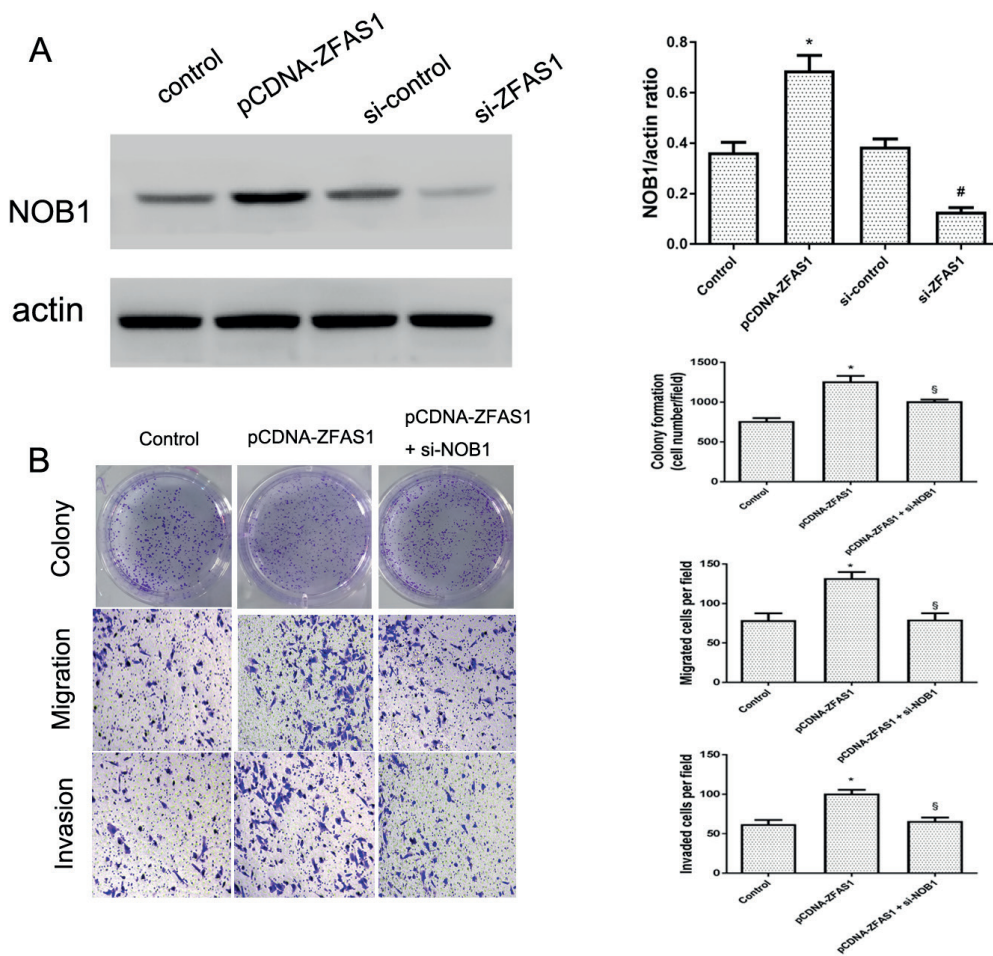 A
control
pCDNA-ZFAS1
si-control
si-ZFAS1
NOB1
actin
NOB1/actin ratio
0.8
0.6
0.4
0.2
0.0
*
#
Control
pCDNA-ZFAS1
si-control
si-ZFAS1
B
Control
pCDNA-ZFAS1
pCDNA-ZFAS1
+ si-NOB1
Colony
Migration
Invasion
Colony formation
(cell number/field)
1500
1000
500
0
*
§
Control
pCDNA-ZFAS1
pCDNA-ZFAS1 + si-NOB1
Migrated cells per field
150
100
50
0
*
§
Control
pCDNA-ZFAS1
pCDNA-ZFAS1 + si-NOB1
Invaded cells per field
150
100
50
0
*
§
Control
pCDNA-ZFAS1
pCDNA-ZFAS1 + si-NOB1